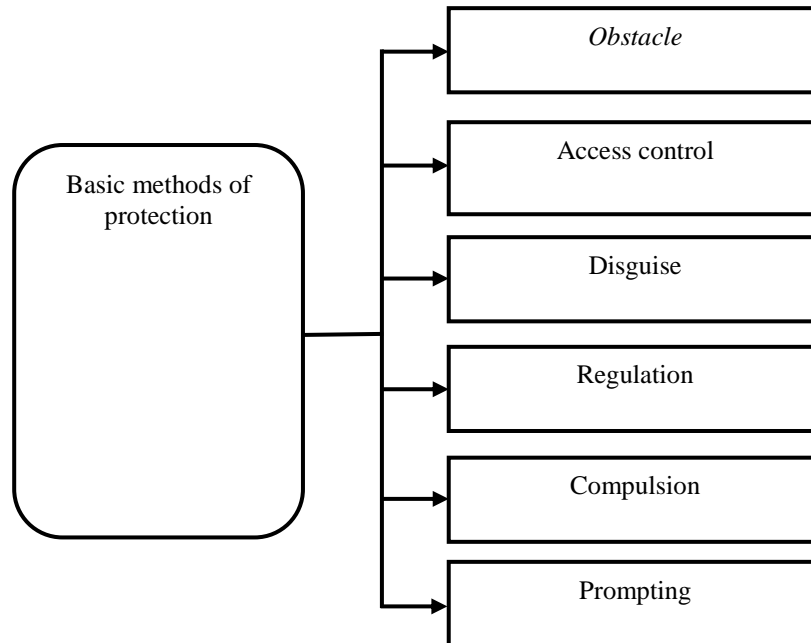 Basic methods of
protection
Obstacle
Access control
Disguise
Regulation
Compulsion
Prompting